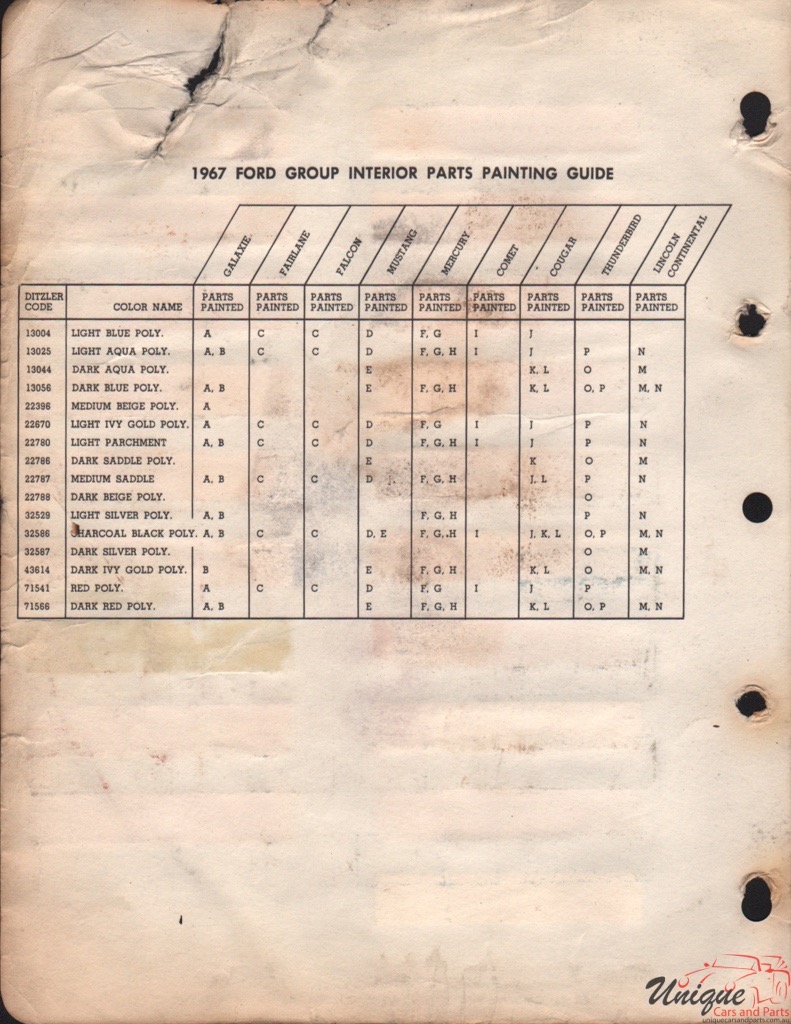 1967 FORD GROUP INTERIOR PARTS PAINTING GUIDE
GALAXIE FAIRLANE FALCON MUSTANG MERCURY COMET COUGAR THUNDERBIRD LINCOLN CONTINENTAL
DITZLER CODE COLOR NAME PARTS PAINTED PARTS PAINTED PARTS PAINTED PARTS PAINTED PARTS PAINTED PARTS PAINTED PARTS PAINTED PARTS PAINTED PARTS PAINTED
13004 LIGHT BLUE POLY. A C C D F, G I J
13025 LIGHT AQUA POLY. A, B C C D F, G, H I J P N
13044 DARK AQUA POLY. E K, L O M
13056 DARK BLUE POLY. A, B E F, G, H K, L O, P M, N
22396 MEDIUM BEIGE POLY. A
22670 LIGHT IVY GOLD POLY. A C C D F, G I J P N
22780 LIGHT PARCHMENT A, B C C D F, G, H I J P N
22786 DARK SADDLE POLY. E K O M
22787 MEDIUM SADDLE A, B C C D F, G, H J, L P N
22788 DARK BEIGE POLY. O
32529 LIGHT SILVER POLY. A, B F, G, H P N
32586 CHARCOAL BLACK POLY. A, B C C D, E F, G, H I J, K, L O, P M, N
32587 DARK SILVER POLY. O M
43614 DARK IVY GOLD POLY. B E F, G, H K, L O M, N
71541 RED POLY. A C C D F, G I J P
71566 DARK RED POLY. A, B E F, G, H K, L O, P M, N
Unique
Cars and Parts
uniquecarsandparts.com.au